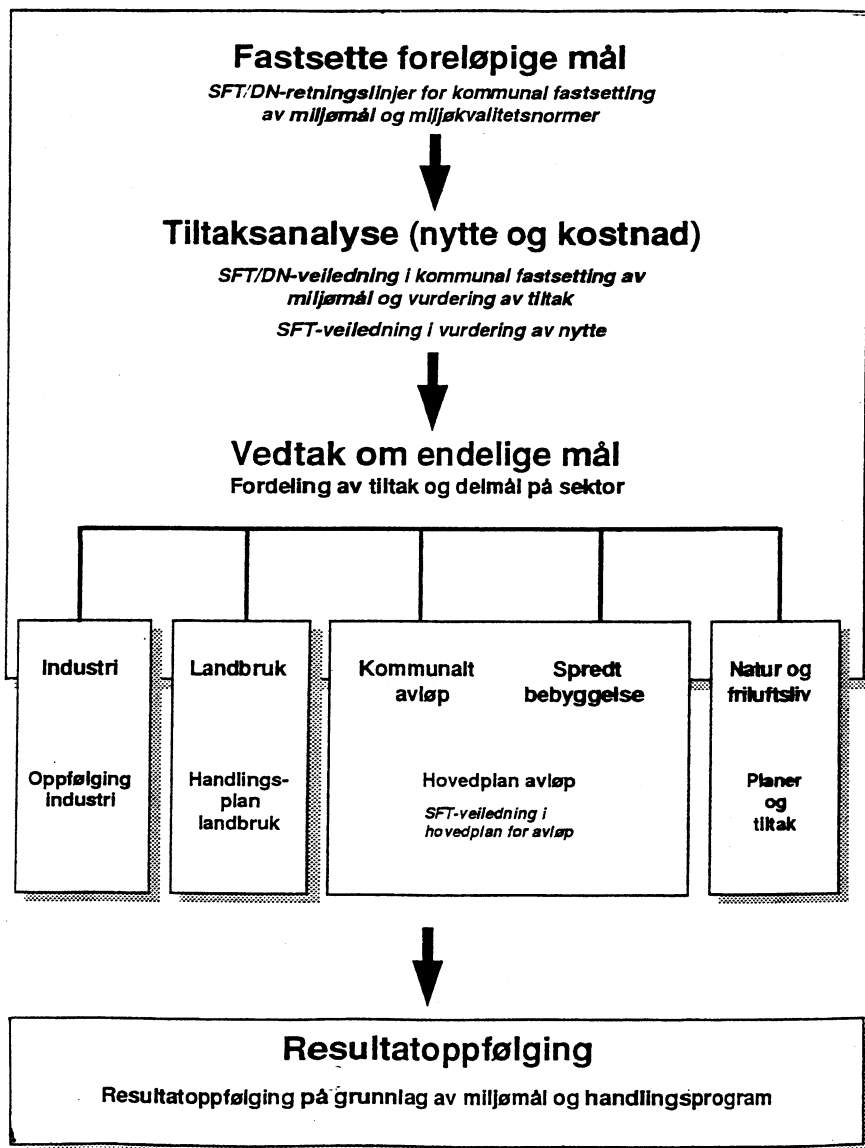 Fastsette foreløpige mål
SFT/DN-retningslinjer for kommunal fastsetting
av miljømål og miljøkvalitetsnormer
Tiltaksanalyse (nytte og kostnad)
SFT/DN-veiledning i kommunal fastsetting av
miljømål og vurdering av tiltak
SFT-veiledning i vurdering av nytte
Vedtak om endelige mål
Fordeling av tiltak og delmål på sektor
Industri
Oppfølging
industri
Landbruk
Handlings-
plan
landbruk
Kommunalt
avløp
Spredt
bebyggelse
Hovedplan avløp
SFT-veiledning i
hovedplan for avløp
Natur og
friluftsliv
Planer
og
tiltak
Resultatoppfølging
Resultatoppfølging på grunnlag av miljømål og handlingsprogram